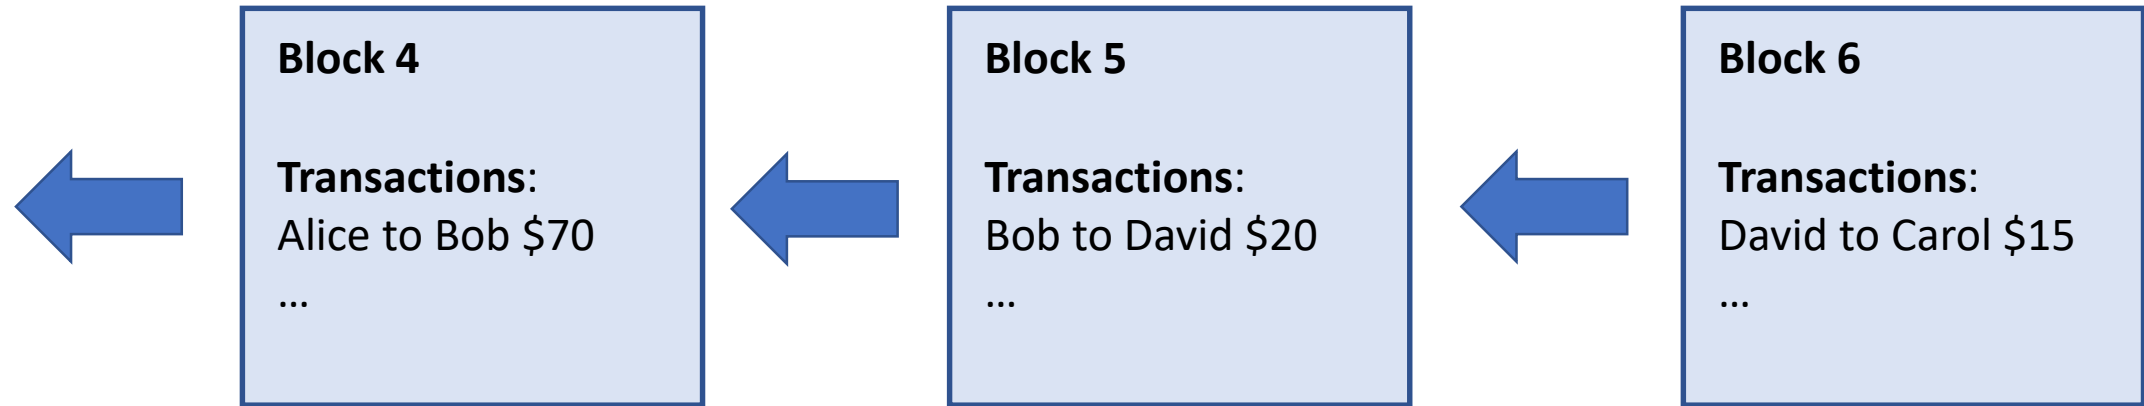 Block 4
Transactions:
Alice to Bob $70
...
Block 5
Transactions:
Bob to David $20
...
Block 6
Transactions:
David to Carol $15
...